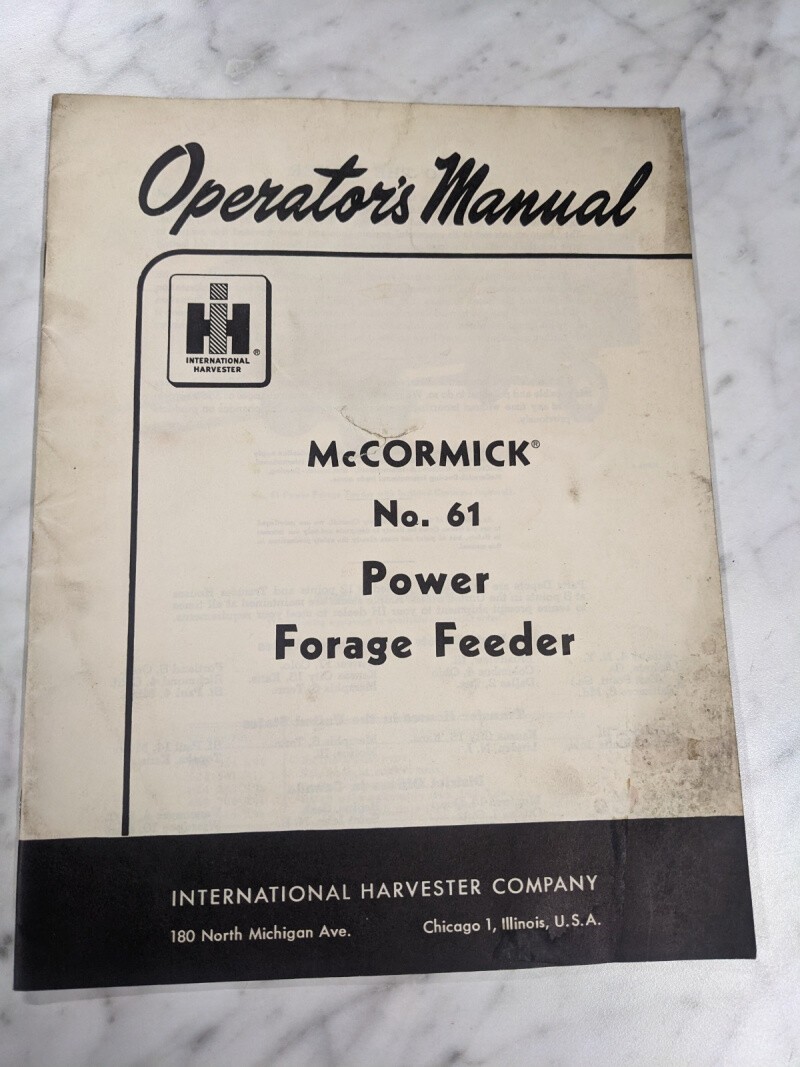 Operator's Manual
IH
®
INTERNATIONAL
HARVESTER
McCORMICK®
No. 61
Power
Forage Feeder
INTERNATIONAL HARVESTER COMPANY
180 North Michigan Ave. Chicago 1, Illinois, U.S.A.